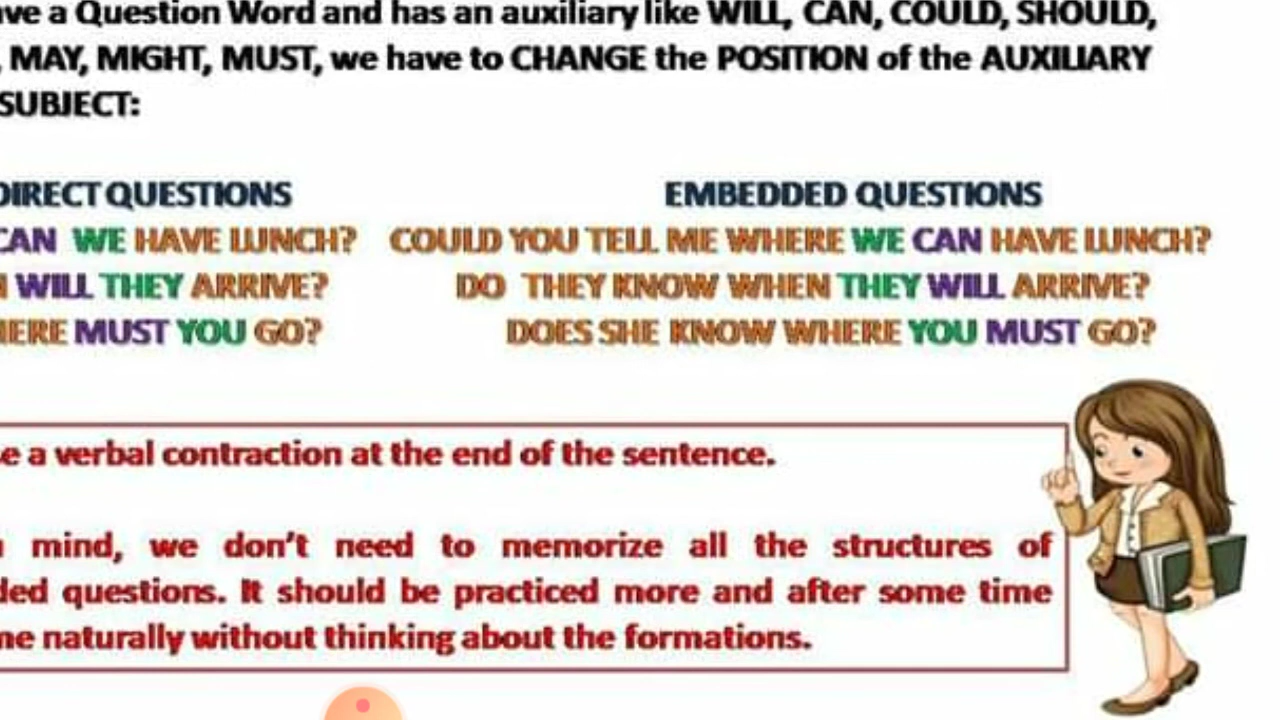 ave a Question Word and has an auxiliary like WILL, CAN, COULD, SHOULD,
, MAY, MIGHT, MUST, we have to CHANGE the POSITION of the AUXILIARY
SUBJECT:
DIRECT QUESTIONS EMBEDDED QUESTIONS
CAN WE HAVE LUNCH? COULD YOU TELL ME WHERE WE CAN HAVE LUNCH?
WILL THEY ARRIVE? DO THEY KNOW WHEN THEY WILL ARRIVE?
HERE MUST YOU GO? DOES SHE KNOW WHERE YOU MUST GO?
e a verbal contraction at the end of the sentence.
mind, we don't need to memorize all the structures of
ded questions. It should be practiced more and after some time
me naturally without thinking about the formations.